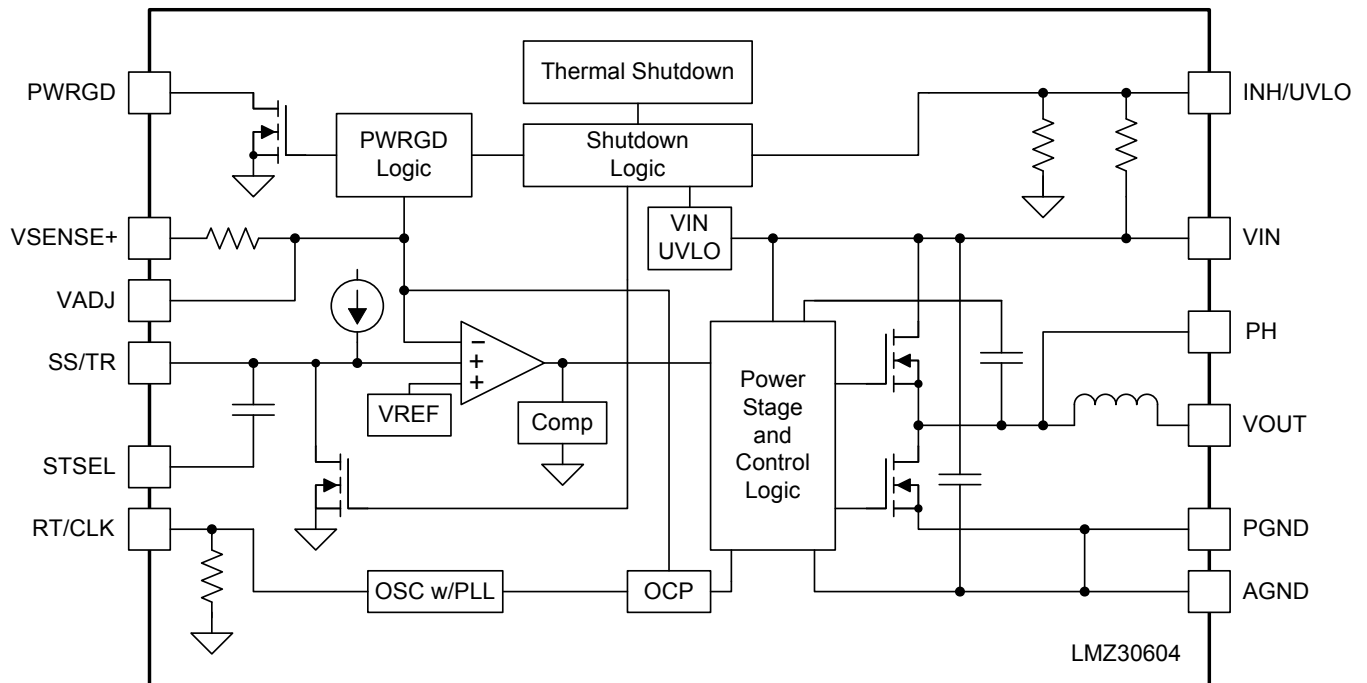 Thermal Shutdown
PWRGD
INH/UVLO
PWRGD
Logic
Shutdown
Logic
VSENSE+
VIN
UVLO
VIN
VADJ
PH
SS/TR
−
+
+
VREF
Comp
Power
Stage
and
Control
Logic
VOUT
STSEL
RT/CLK
PGND
OSC w/PLL
OCP
AGND
LMZ30604